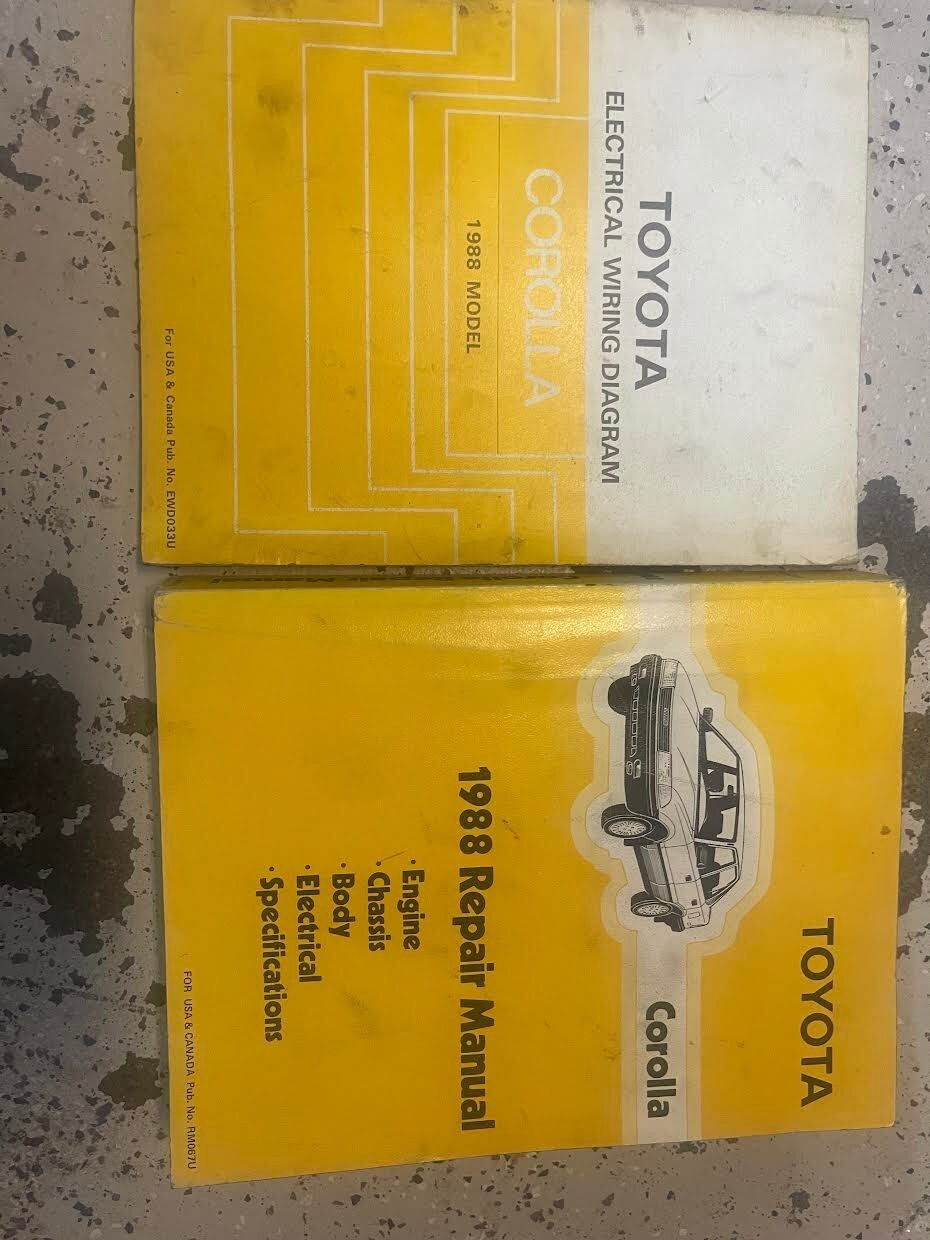 TOYOTA
ELECTRICAL WIRING DIAGRAM
COROLLA
1988 MODEL
For USA & Canada Pub. No. EWD033U
TOYOTA
Corolla
1988 Repair Manual
·Engine
·Chassis
·Body
·Electrical
·Specifications
FOR USA & CANADA Pub. No. RM067U